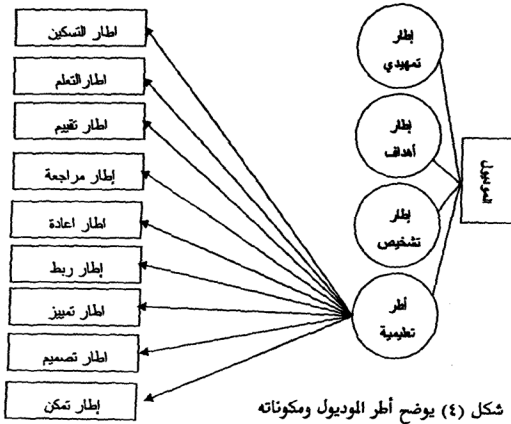 إطار
تمهيدي
إطار
أهداف
إطار
تشخيص
أطر
تعليمية
الموديول
اطار التسكين
اطار التعلم
اطار تقييم
إطار مراجعة
اطار اعادة
إطار ربط
اطار تمييز
اطار تصميم
إطار تمكن
شكل (٤) يوضح أطر الموديول ومكوناته